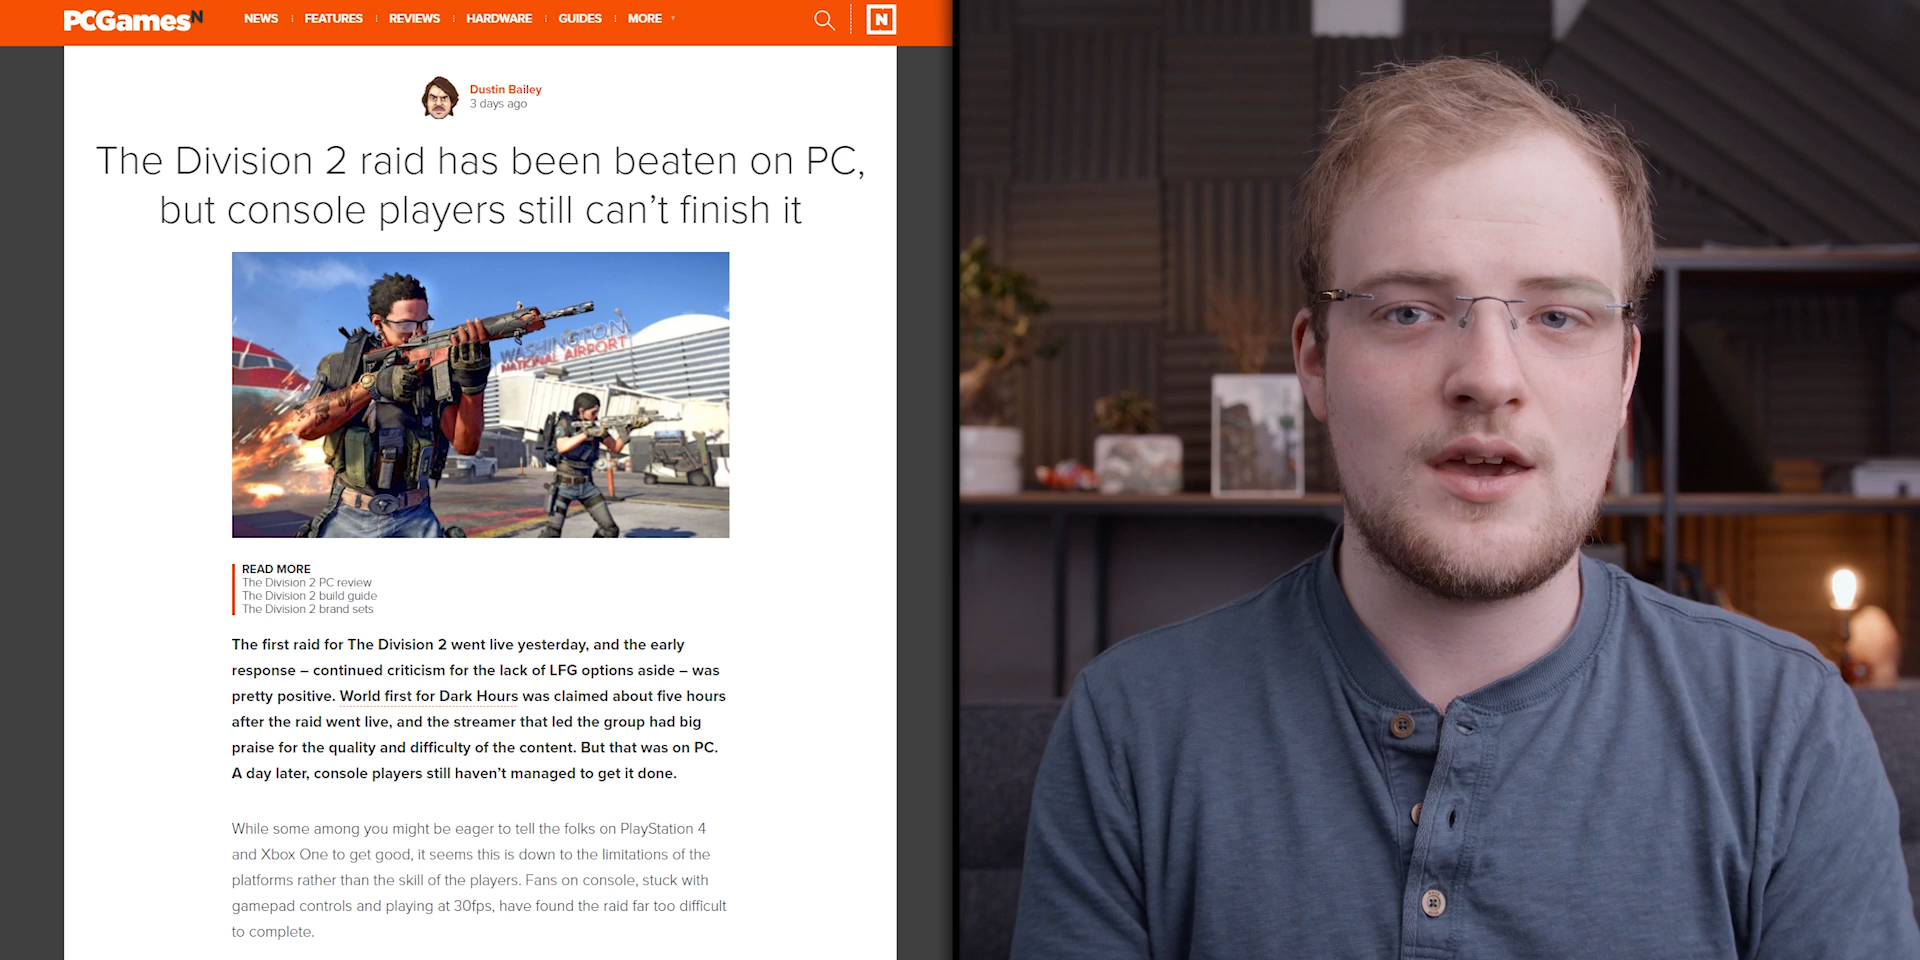 PCGamesN
NEWS
FEATURES
REVIEWS
HARDWARE
GUIDES
MORE
N
Dustin Bailey
3 days ago
The Division 2 raid has been beaten on PC,
but console players still can’t finish it
WASHINGTON
NATIONAL AIRPORT
READ MORE
The Division 2 PC review
The Division 2 build guide
The Division 2 brand sets
The first raid for The Division 2 went live yesterday, and the early
response – continued criticism for the lack of LFG options aside – was
pretty positive. World first for Dark Hours was claimed about five hours
after the raid went live, and the streamer that led the group had big
praise for the quality and difficulty of the content. But that was on PC.
A day later, console players still haven’t managed to get it done.
While some among you might be eager to tell the folks on PlayStation 4
and Xbox One to get good, it seems this is down to the limitations of the
platforms rather than the skill of the players. Fans on console, stuck with
gamepad controls and playing at 30fps, have found the raid far too difficult
to complete.